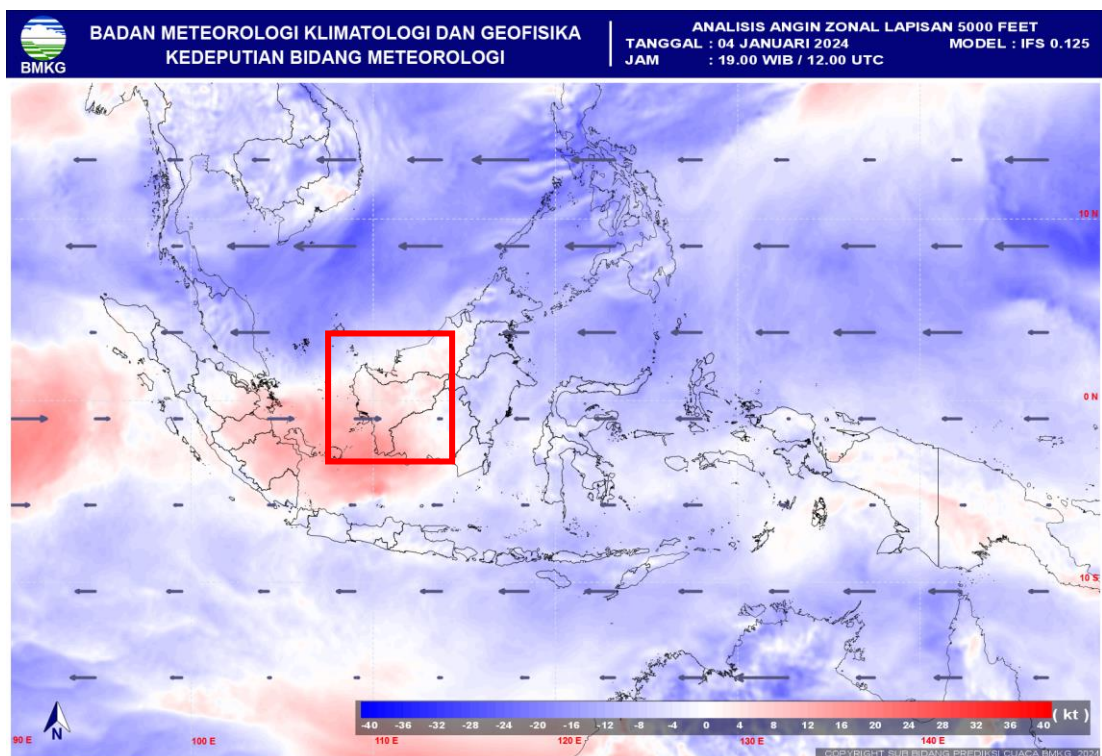 BMKG
BADAN METEOROLOGI KLIMATOLOGI DAN GEOFISIKA
KEDEPUTIAN BIDANG METEOROLOGI
ANALISIS ANGIN ZONAL LAPISAN 5000 FEET
TANGGAL : 04 JANUARI 2024 MODEL : IFS 0.125
JAM : 19.00 WIB / 12.00 UTC
10 N
0 N
10 S
N
-40 -36 -32 -28 -24 -20 -16 -12 -8 -4 0 4 8 12 16 20 24 28 32 36 40 ( kt )
90 E 100 E 110 E 120 E 130 E 140 E
COPYRIGHT SUB BIDANG PREDIKSI CUACA BMKG, 202